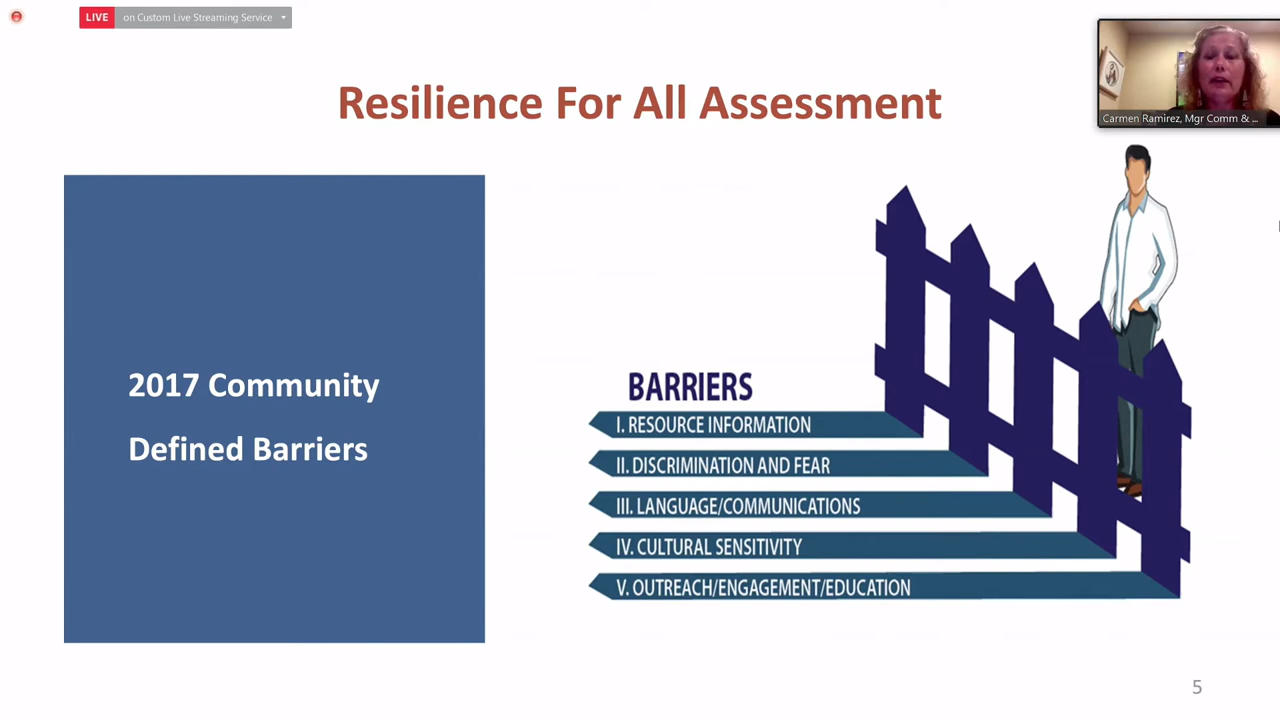 LIVE on Custom Live Streaming Service
Resilience For All Assessment
Carmen Ramirez, Mgr Comm & ...
2017 Community
Defined Barriers
BARRIERS
I. RESOURCE INFORMATION
II. DISCRIMINATION AND FEAR
III. LANGUAGE/COMMUNICATIONS
IV. CULTURAL SENSITIVITY
V. OUTREACH/ENGAGEMENT/EDUCATION
5